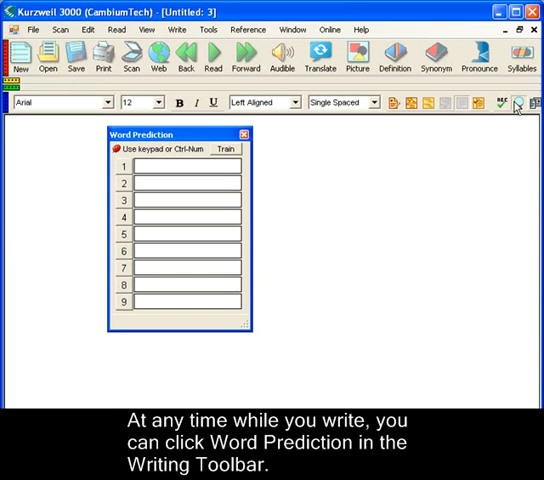 Kurzweil 3000 (CambiumTech) - [Untitled: 3]
File Scan Edit Read View Write Tools Reference Window Online Help
New Open Save Print Scan Web Back Read Forward Audible Translate Picture Definition Synonym Pronounce Syllables
Arial 12 B I U Left Aligned Single Spaced REC
Word Prediction
Use keypad or Ctrl-Num Train
1
2
3
4
5
6
7
8
9
At any time while you write, you
can click Word Prediction in the
Writing Toolbar.